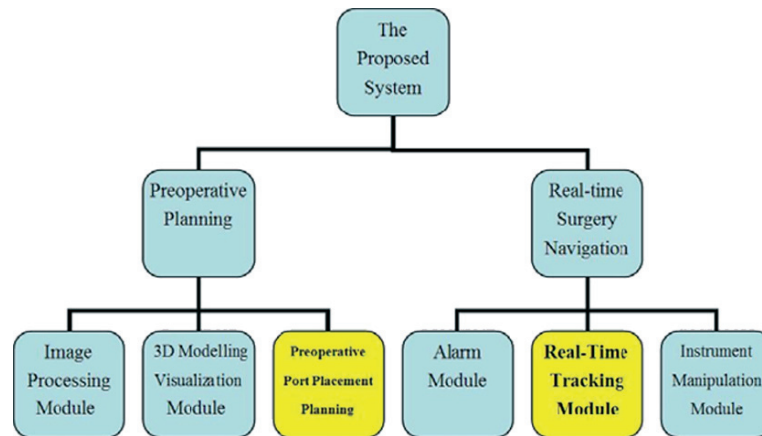 The
Proposed
System
Preoperative
Planning
Real-time
Surgery
Navigation
Image
Processing
Module
3D Modelling
Visualization
Module
Preoperative
Port Placement
Planning
Alarm
Module
Real-Time
Tracking
Module
Instrument
Manipulation
Module